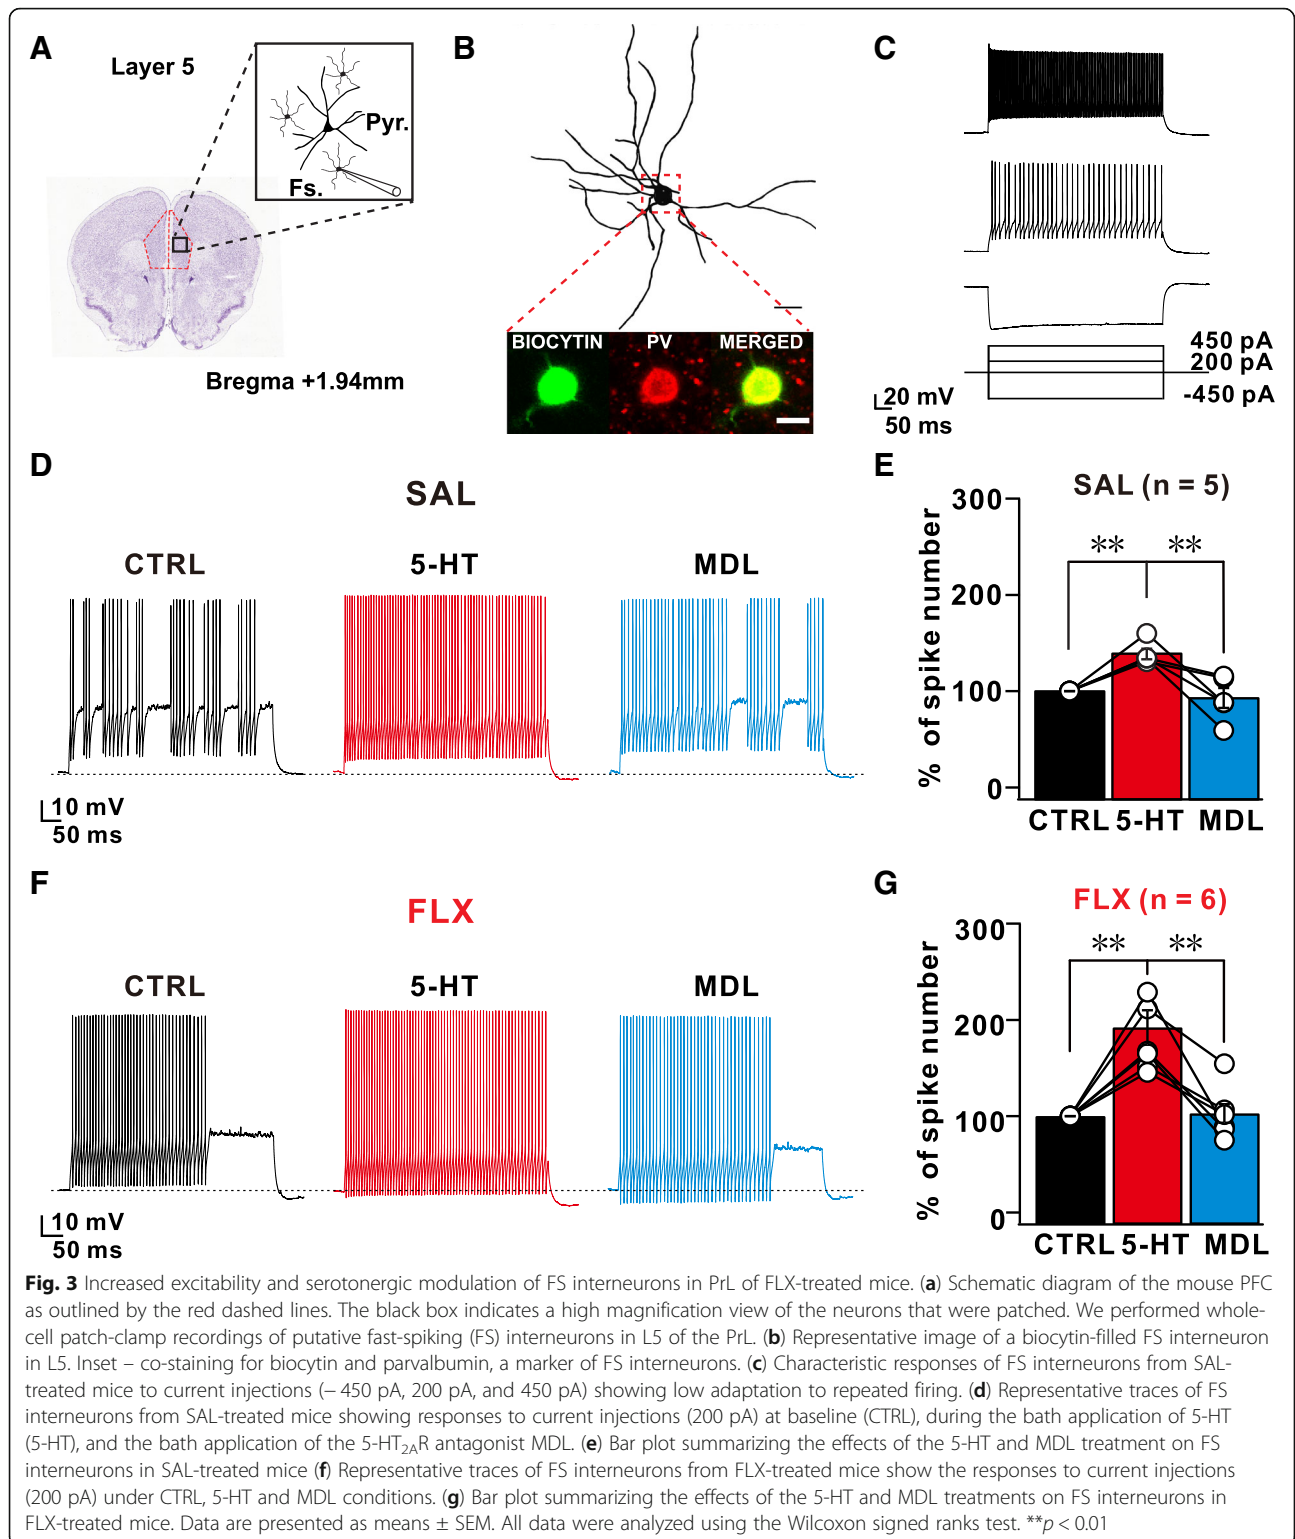 A
Layer 5
Pyr.
Fs.
Bregma +1.94mm
B
BIOCYTIN PV MERGED
C
450 pA
200 pA
-450 pA
20 mV
50 ms
D
SAL
CTRL 5-HT MDL
10 mV
50 ms
E
SAL (n = 5)
% of spike number
300
200
100
0
** **
CTRL 5-HT MDL
F
FLX
CTRL 5-HT MDL
10 mV
50 ms
G
FLX (n = 6)
% of spike number
300
200
100
0
** **
CTRL 5-HT MDL
Fig. 3 Increased excitability and serotonergic modulation of FS interneurons in PrL of FLX-treated mice. (a) Schematic diagram of the mouse PFC
as outlined by the red dashed lines. The black box indicates a high magnification view of the neurons that were patched. We performed whole-
cell patch-clamp recordings of putative fast-spiking (FS) interneurons in L5 of the PrL. (b) Representative image of a biocytin-filled FS interneuron
in L5. Inset – co-staining for biocytin and parvalbumin, a marker of FS interneurons. (c) Characteristic responses of FS interneurons from SAL-
treated mice to current injections (− 450 pA, 200 pA, and 450 pA) showing low adaptation to repeated firing. (d) Representative traces of FS
interneurons from SAL-treated mice showing responses to current injections (200 pA) at baseline (CTRL), during the bath application of 5-HT
(5-HT), and the bath application of the 5-HT2AR antagonist MDL. (e) Bar plot summarizing the effects of the 5-HT and MDL treatment on FS
interneurons in SAL-treated mice (f) Representative traces of FS interneurons from FLX-treated mice show the responses to current injections
(200 pA) under CTRL, 5-HT and MDL conditions. (g) Bar plot summarizing the effects of the 5-HT and MDL treatments on FS interneurons in
FLX-treated mice. Data are presented as means ± SEM. All data were analyzed using the Wilcoxon signed ranks test. **p < 0.01